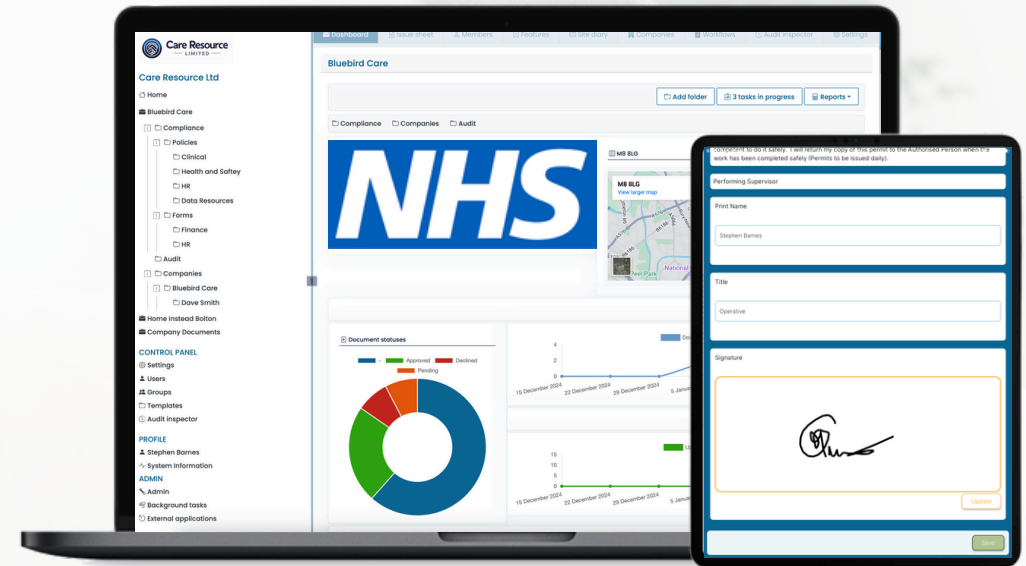 Care Resource
LIMITED
Care Resource Ltd
Home
Bluebird Care
Compliance
Policies
Clinical
Health and Saftey
HR
Data Resources
Forms
Finance
HR
Audit
Companies
Bluebird Care
Dave Smith
Home Instead Bolton
Company Documents
CONTROL PANEL
Settings
Users
Groups
Templates
Audit inspector
PROFILE
Stephen Barnes
System Information
ADMIN
Admin
Background tasks
External applications
Dashboard Issue sheet Members Features Site diary Companies Workflows Audit inspector Settings
Bluebird Care
Add folder 3 tasks in progress Reports
Compliance Companies Audit
NHS
M8 8LG
M8 8LG
View larger map
Peel Park National
Document statuses
- Approved Declined
Pending
4
2
0
15 December 2024 22 December 2024 29 December 2024
15
10
5
0
15 December 2024 22 December 2024 29 December 2024
competent to do it safely. I will return my copy of this permit to the Authorised Person when the
work has been completed safely (Permits to be issued daily).
Performing Supervisor
Print Name
Stephen Barnes
Title
Operative
Signature
Update
Save